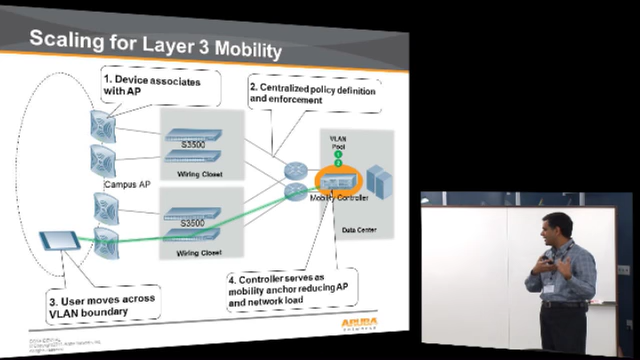 Scaling for Layer 3 Mobility
1. Device associates
with AP
2. Centralized policy definition
and enforcement
VLAN
Pool
S3500
Wiring Closet
Campus AP
Mobility Controller
S3500
Wiring Closet
Data Center
3. User moves across
VLAN boundary
4. Controller serves as
mobility anchor reducing AP
and network load
ARUBA
NETWORKS